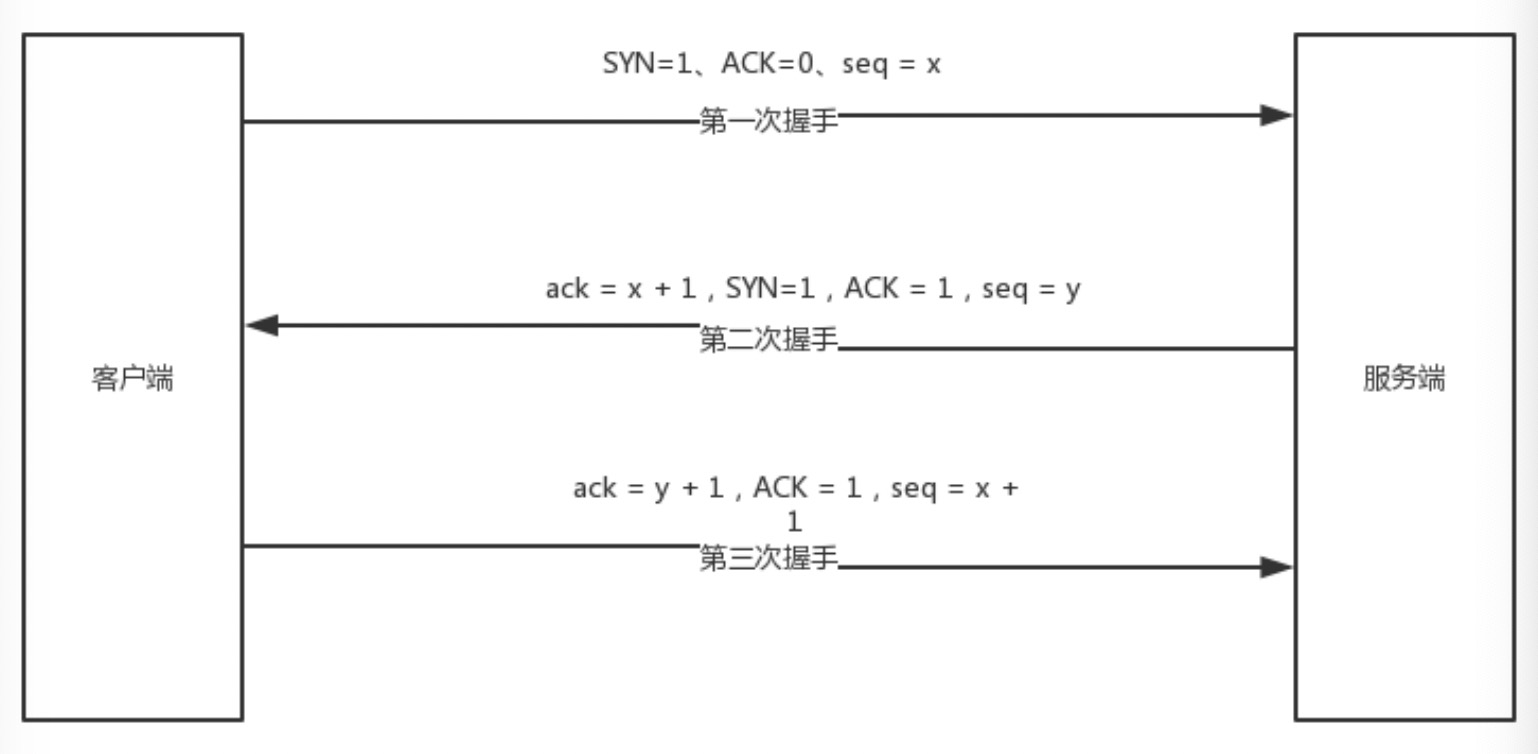 SYN=1、ACK=0、seq = x
第一次握手
ack = x + 1 , SYN=1 , ACK = 1 , seq = y
第二次握手
客户端
服务端
ack = y + 1 , ACK = 1 , seq = x +
1
第三次握手